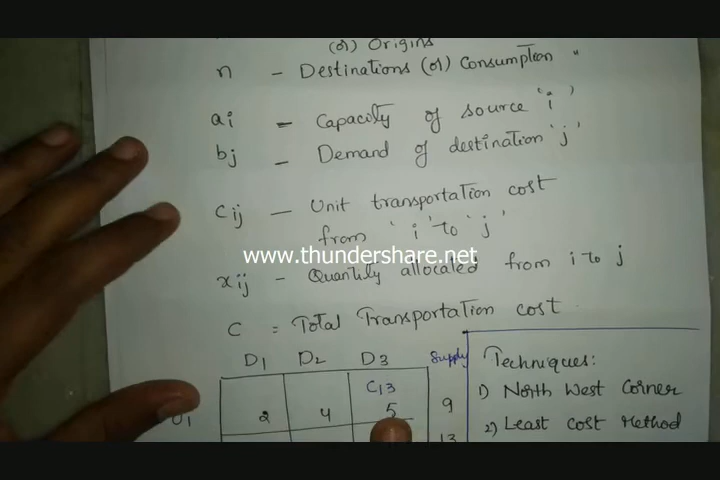 (or) Origins
n - Destinations (or) Consumption "
ai = Capacity of source 'i'
bj - Demand of destination 'j'
Cij - Unit transportation cost
from 'i' to 'j'
www.thundershare.net
xij - Quantity allocated from i to j
C = Total Transportation cost.
D1 D2 D3 Supply
C13
2 4 5 9
13
Techniques:
1) North West Corner
2) Least Cost Method